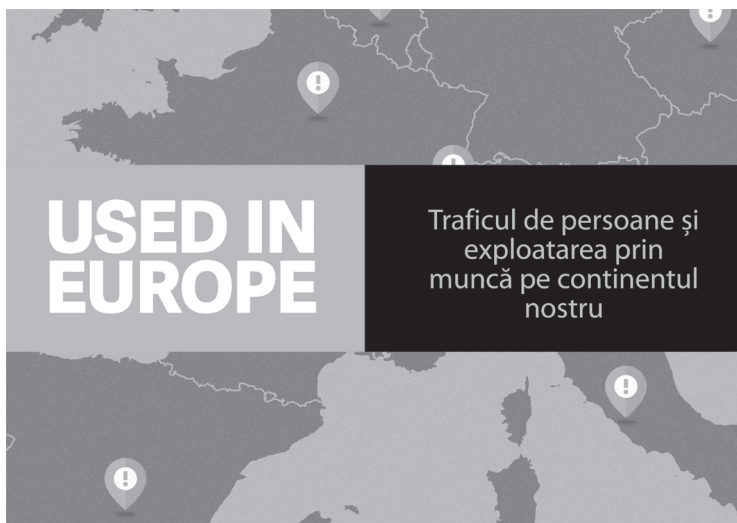 USED IN
EUROPE
Traficul de persoane și
exploatarea prin
muncă pe continentul
nostru